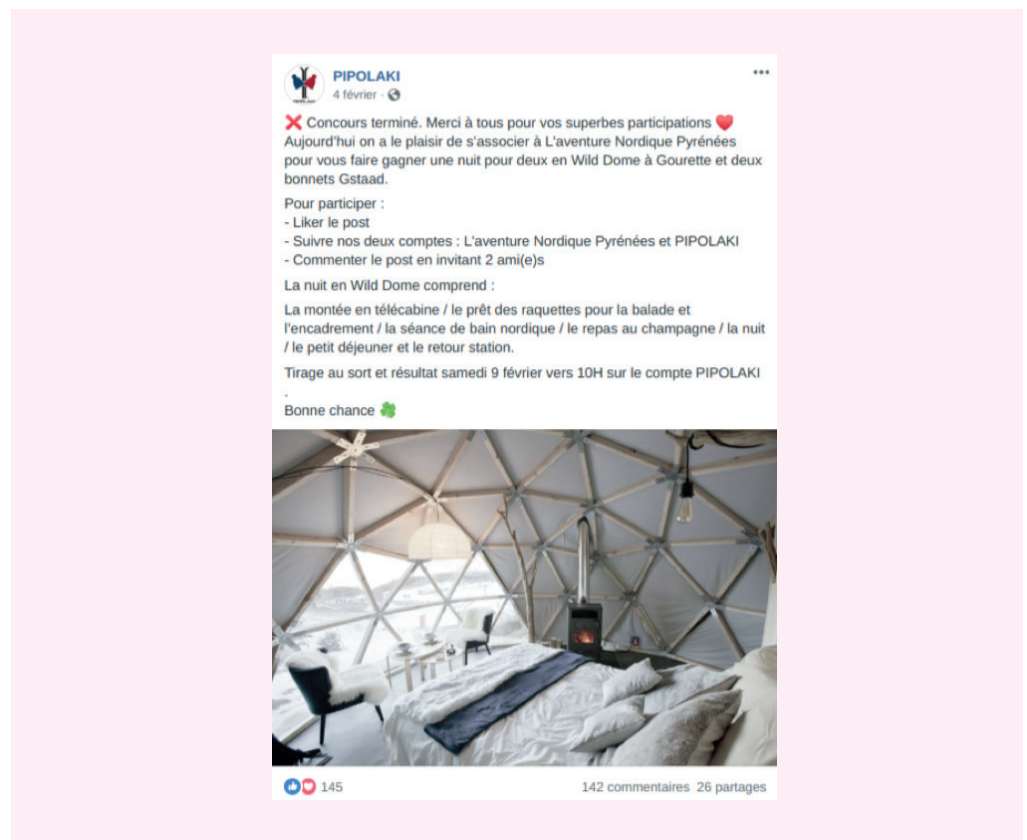 PIPOLAKI
4 février ·
❌ Concours terminé. Merci à tous pour vos superbes participations ❤️
Aujourd'hui on a le plaisir de s'associer à L'aventure Nordique Pyrénées
pour vous faire gagner une nuit pour deux en Wild Dome à Gourette et deux
bonnets Gstaad.
Pour participer :
- Liker le post
- Suivre nos deux comptes : L'aventure Nordique Pyrénées et PIPOLAKI
- Commenter le post en invitant 2 ami(e)s
La nuit en Wild Dome comprend :
La montée en télécabine / le prêt des raquettes pour la balade et
l'encadrement / la séance de bain nordique / le repas au champagne / la nuit
/ le petit déjeuner et le retour station.
Tirage au sort et résultat samedi 9 février vers 10H sur le compte PIPOLAKI
.
Bonne chance 🍀
145
142 commentaires 26 partages